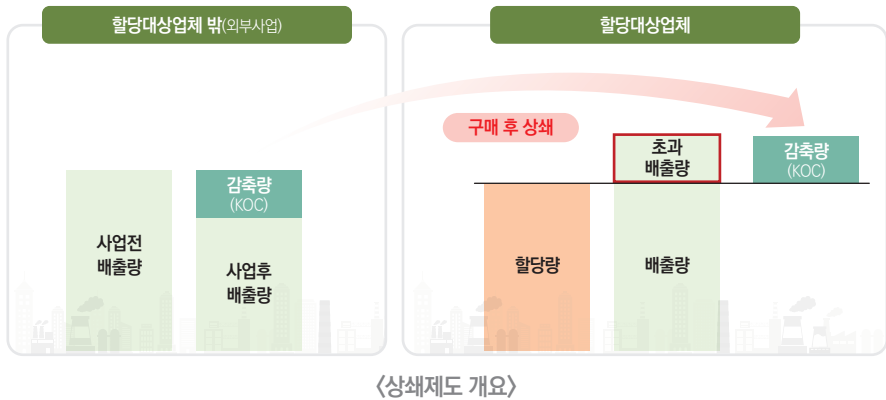 할당대상업체 밖(외부사업)
사업전
배출량
감축량
(KOC)
사업후
배출량
할당대상업체
구매 후 상쇄
할당량
초과
배출량
배출량
감축량
(KOC)
〈상쇄제도 개요〉